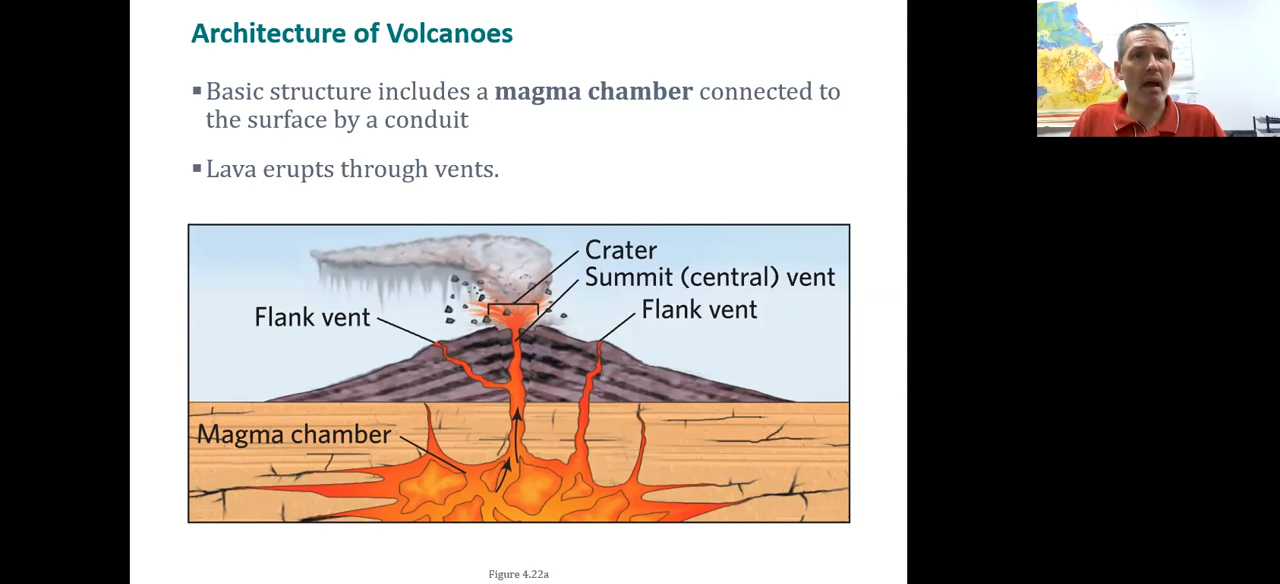 Architecture of Volcanoes
▪ Basic structure includes a magma chamber connected to
the surface by a conduit
▪ Lava erupts through vents.
Crater
Summit (central) vent
Flank vent
Flank vent
Magma chamber
Figure 4.22a